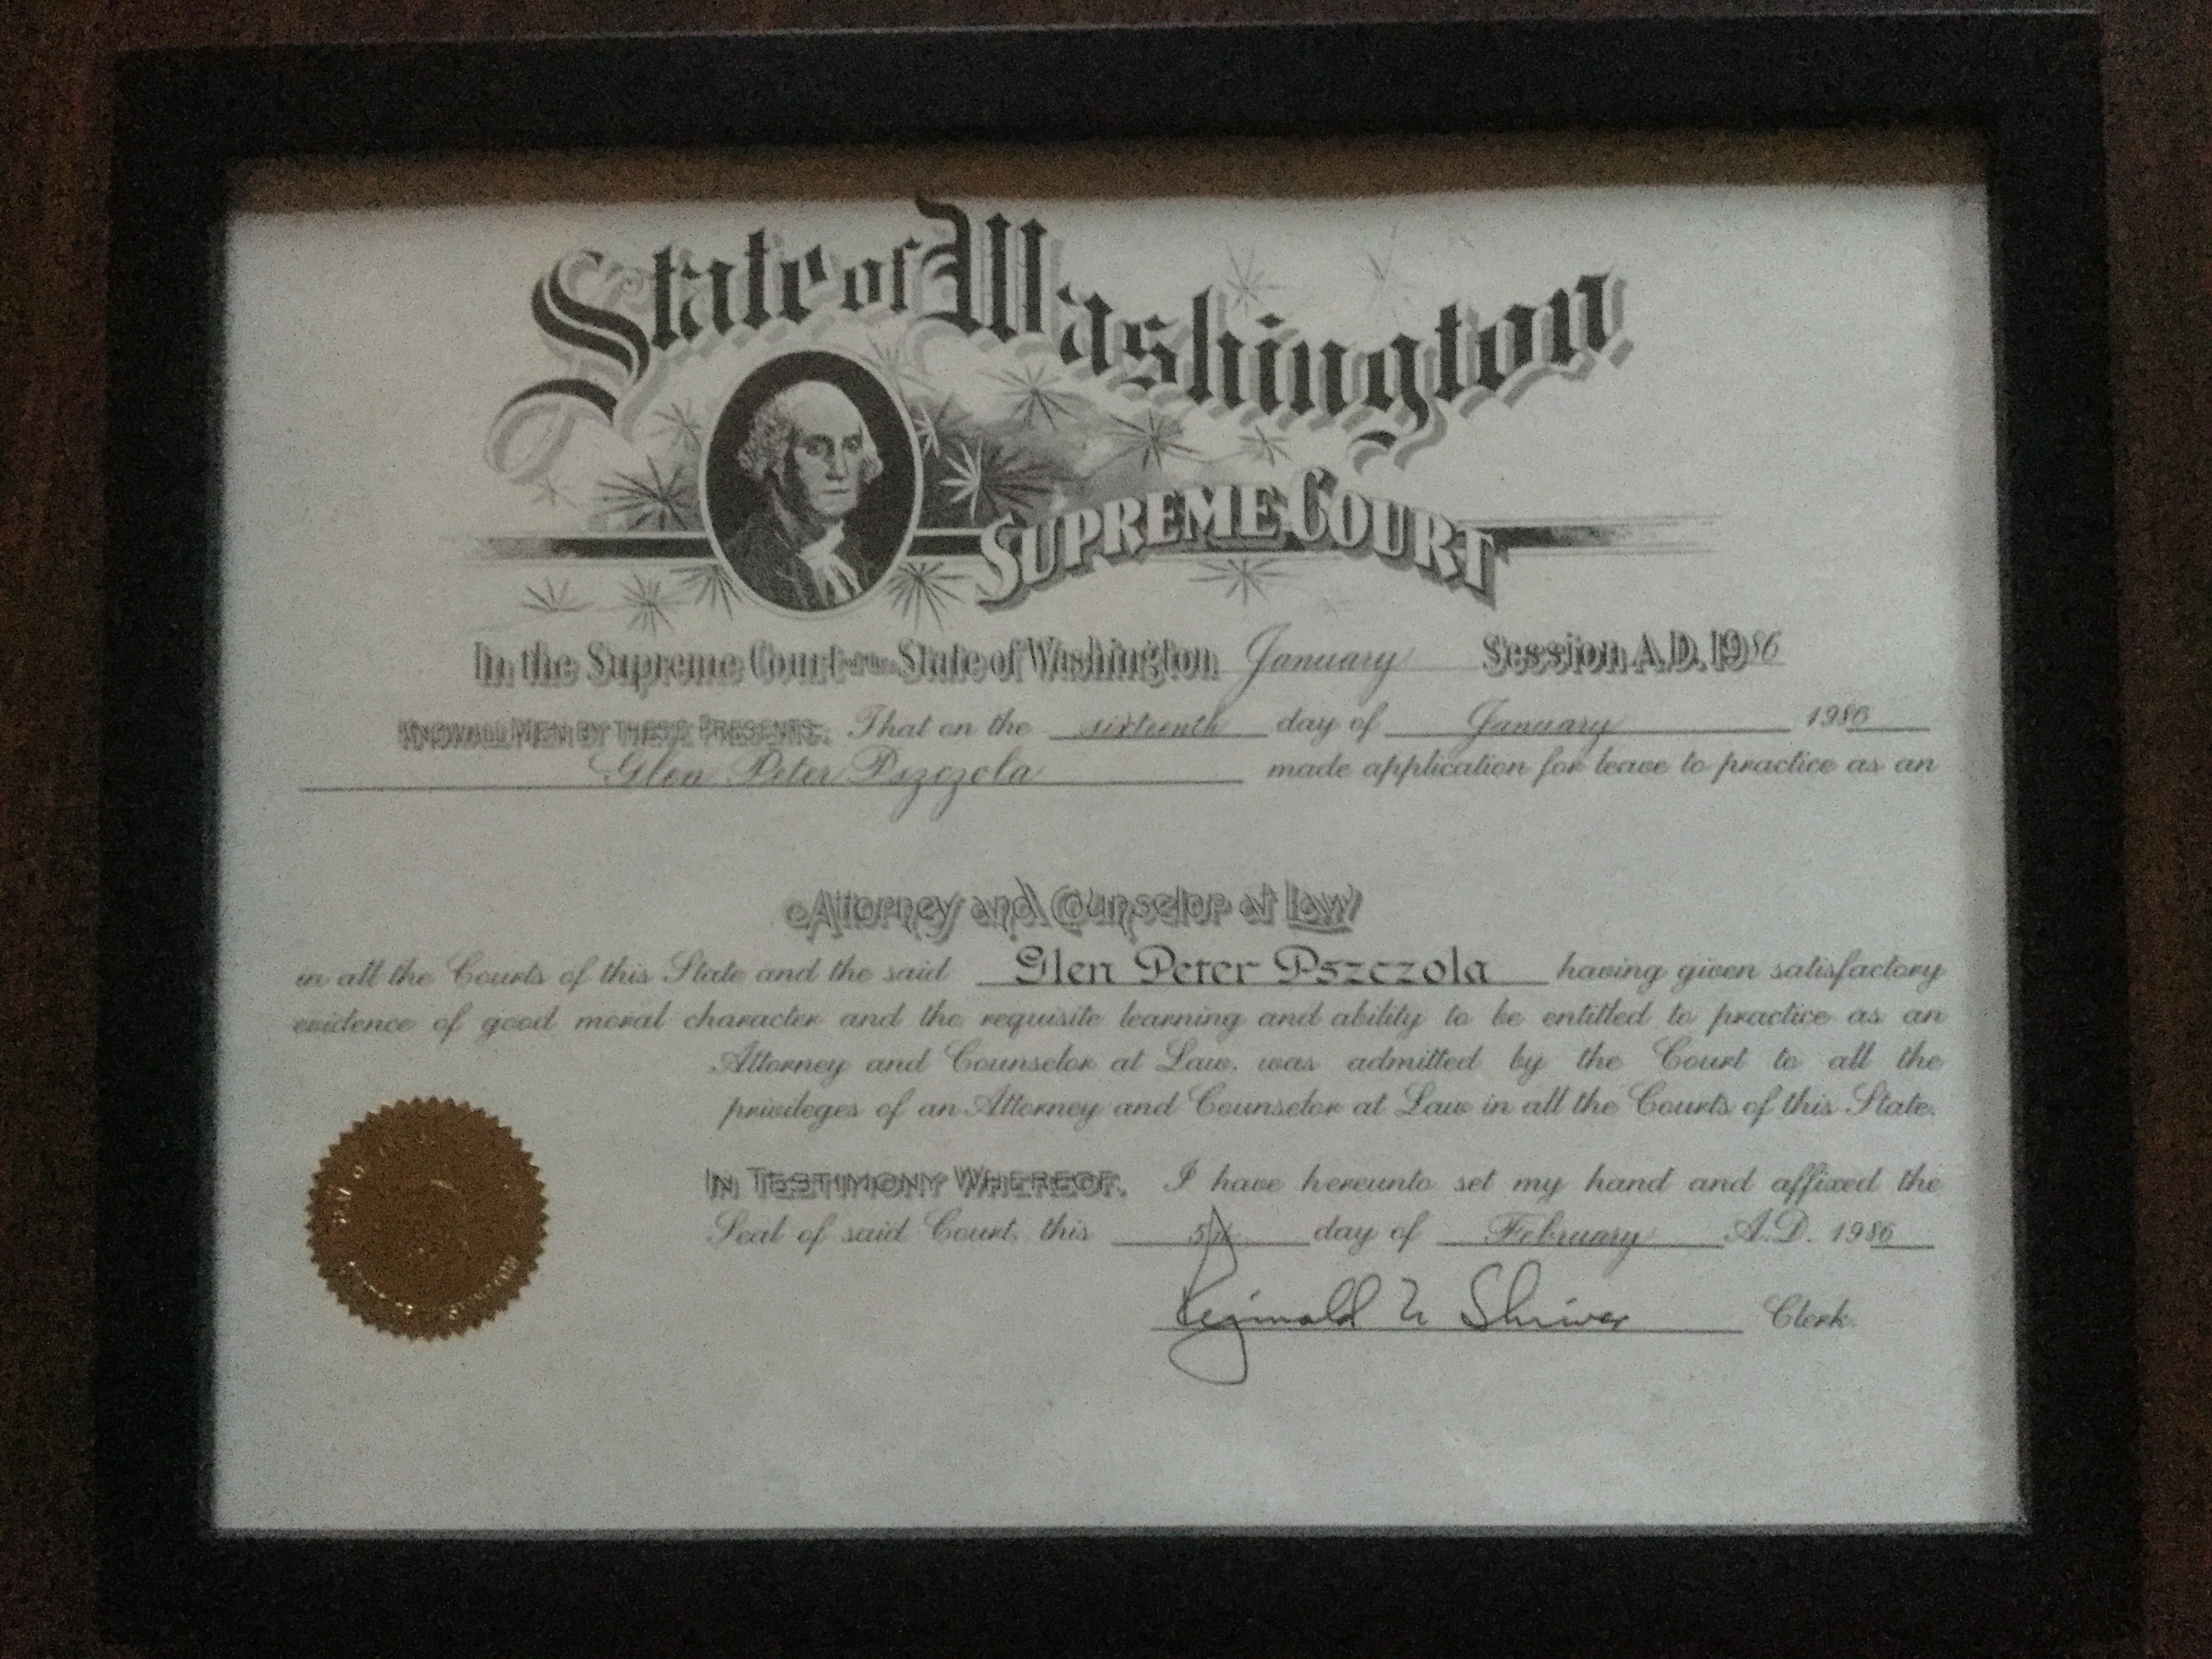 State of Washington
SUPREME COURT
In the Supreme Court of the State of Washington January Session A.D. 1986
KNOW ALL MEN BY THESE PRESENTS: That on the sixteenth day of January 1986
Glen Peter Pszczola made application for leave to practice as an
Attorney and Counselor at Law
in all the Courts of this State and the said Glen Peter Pszczola having given satisfactory
evidence of good moral character and the requisite learning and ability to be entitled to practice as an
Attorney and Counselor at Law, was admitted by the Court to all the
privileges of an Attorney and Counselor at Law in all the Courts of this State.
IN TESTIMONY WHEREOF, I have hereunto set my hand and affixed the
Seal of said Court, this 5th day of February A.D. 1986
Reginald N Shriver Clerk